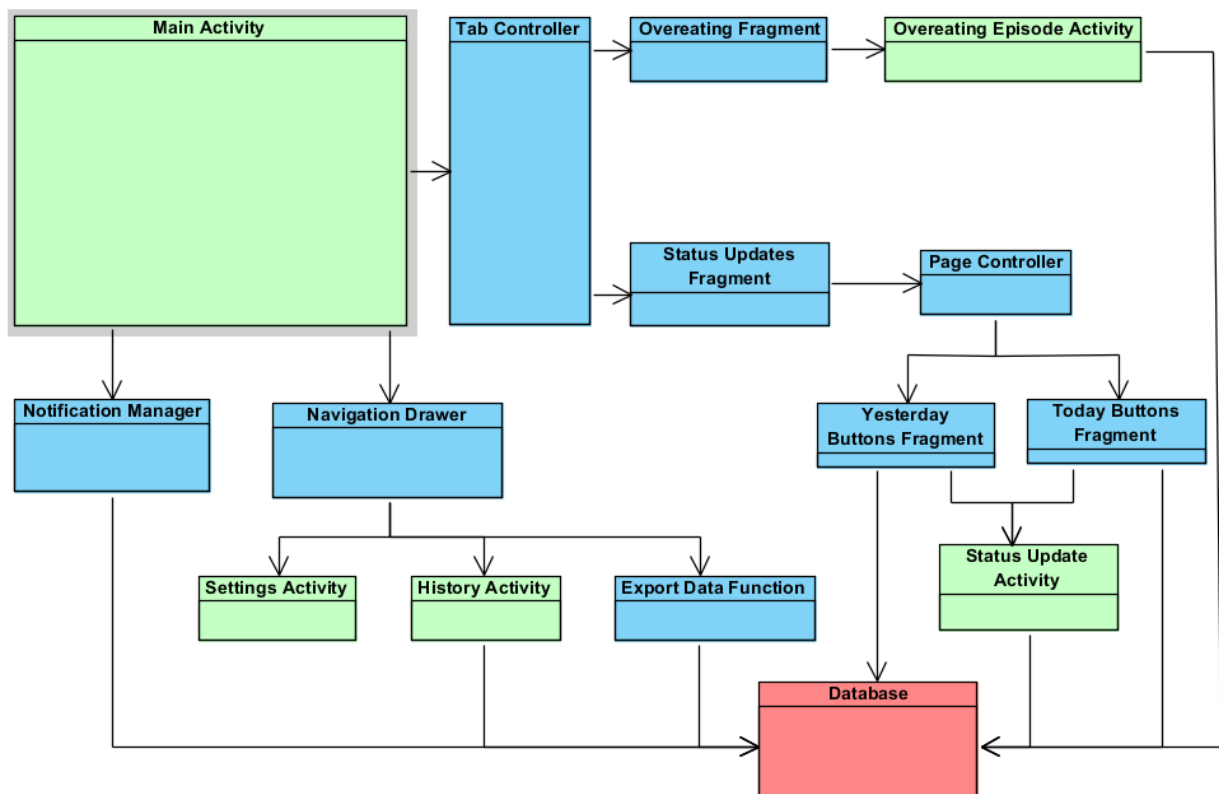 Main Activity
Tab Controller
Overeating Fragment
Overeating Episode Activity
Status Updates
Fragment
Page Controller
Notification Manager
Navigation Drawer
Yesterday
Buttons Fragment
Today Buttons
Fragment
Settings Activity
History Activity
Export Data Function
Status Update
Activity
Database